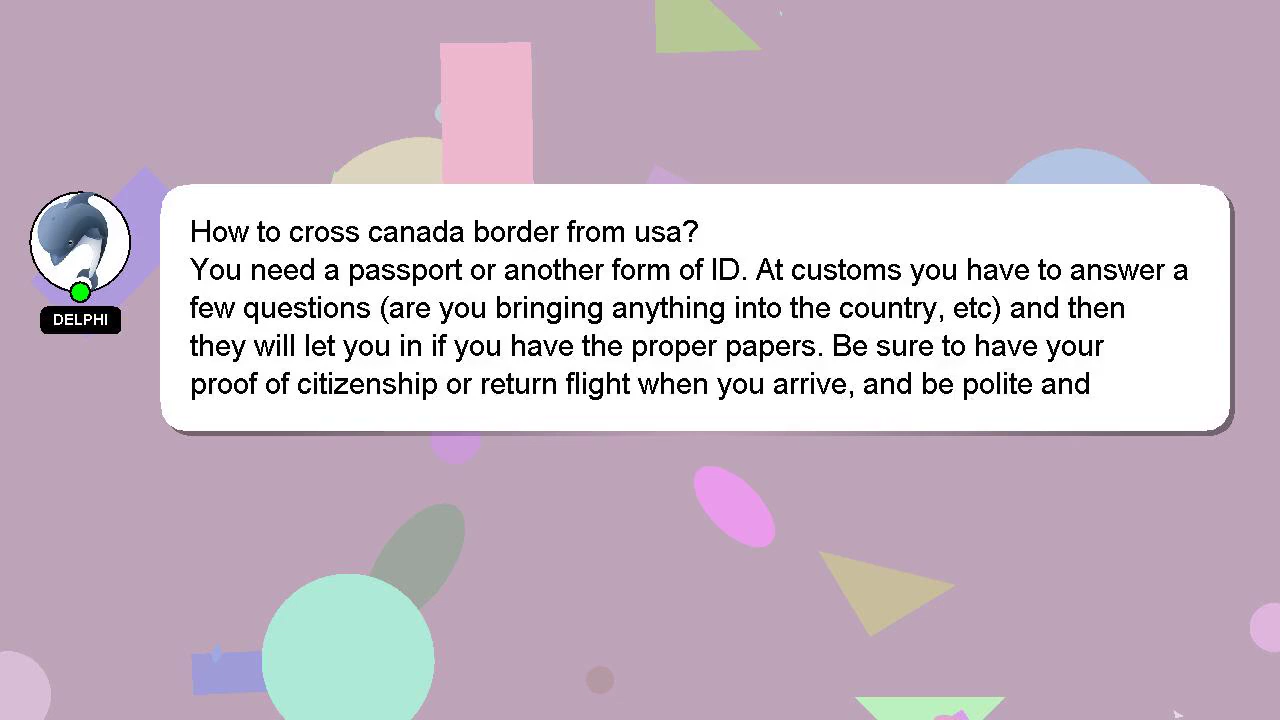 How to cross canada border from usa?
You need a passport or another form of ID. At customs you have to answer a
few questions (are you bringing anything into the country, etc) and then
they will let you in if you have the proper papers. Be sure to have your
proof of citizenship or return flight when you arrive, and be polite and
DELPHI